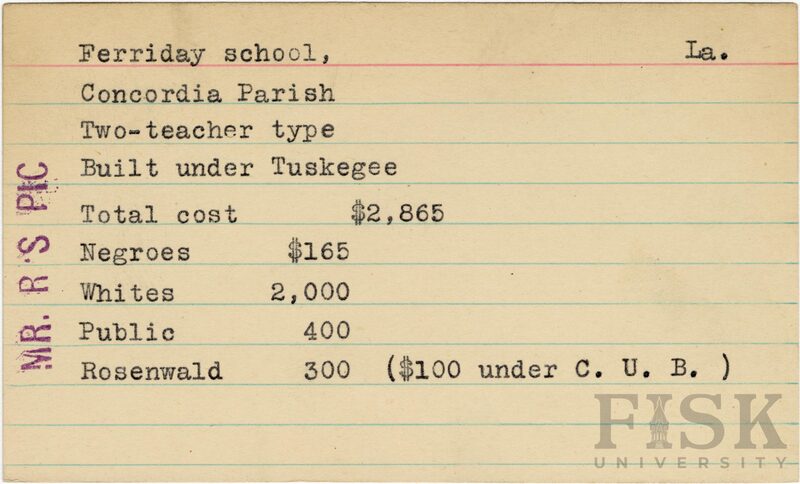 Ferriday school, La.
Concordia Parish
Two-teacher type
Built under Tuskegee
Total cost $2,865
Negroes $165
Whites 2,000
Public 400
Rosenwald 300 ($100 under C. U. B. )
MR. R'S PIC
FISK
UNIVERSITY